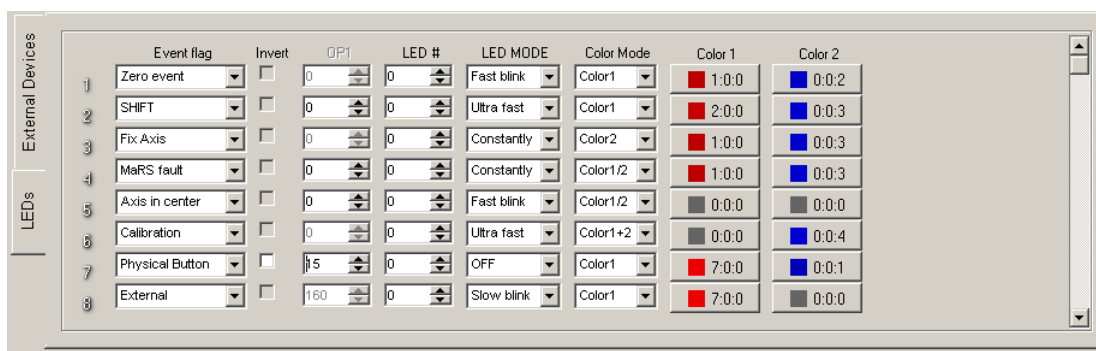 External Devices
LEDs
Event flag Invert OP1 LED # LED MODE Color Mode Color 1 Color 2
1 Zero event 0 0 Fast blink Color1 1:0:0 0:0:2
2 SHIFT 0 0 Ultra fast Color1 2:0:0 0:0:3
3 Fix Axis 0 0 Constantly Color2 1:0:0 0:0:3
4 MaRS fault 0 0 Constantly Color1/2 1:0:0 0:0:3
5 Axis in center 0 0 Fast blink Color1/2 0:0:0 0:0:0
6 Calibration 0 0 Ultra fast Color1+2 0:0:0 0:0:4
7 Physical Button 15 0 OFF Color1 7:0:0 0:0:1
8 External 160 0 Slow blink Color1 7:0:0 0:0:0